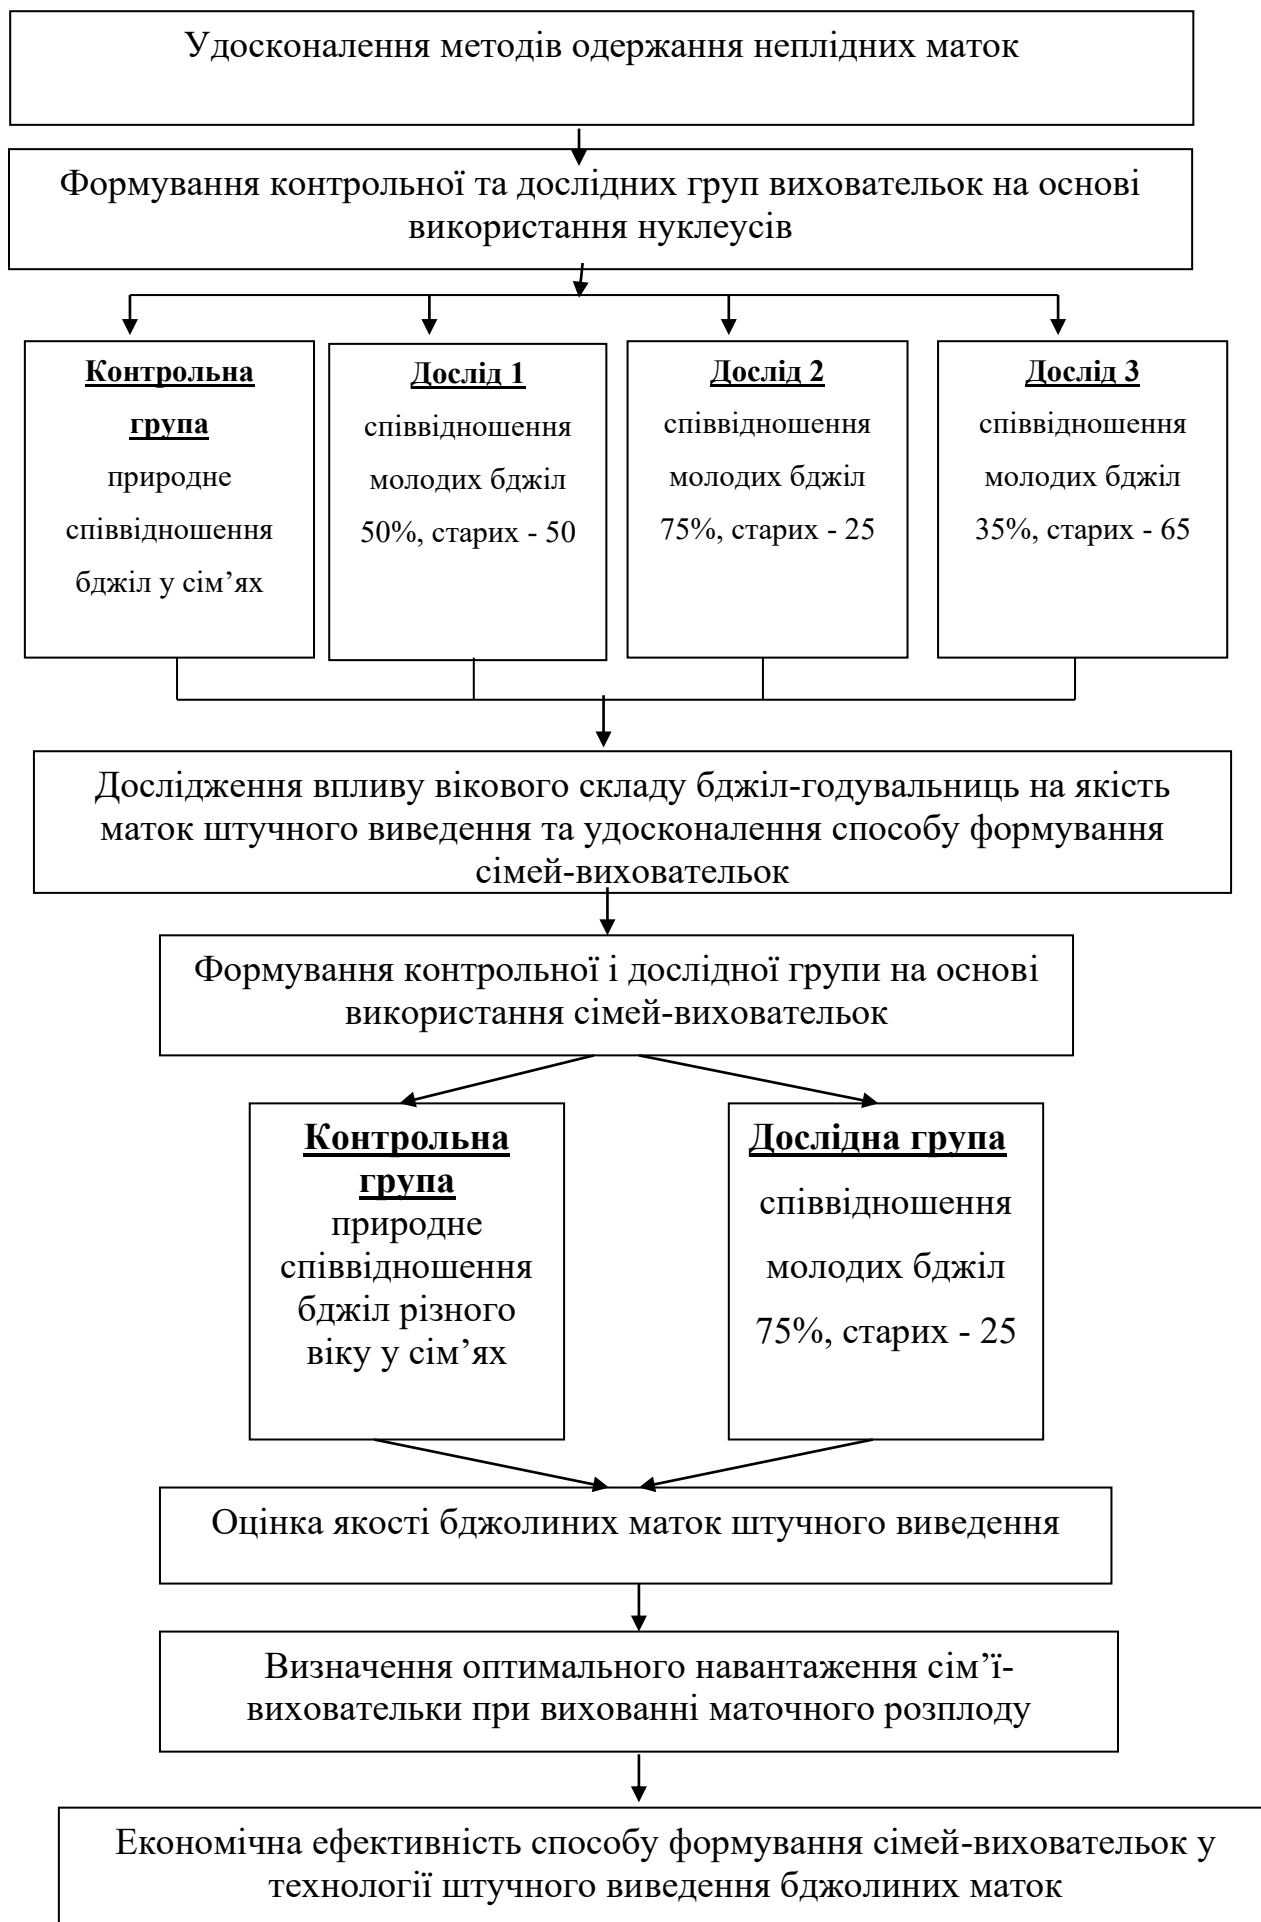 Удосконалення методів одержання неплідних маток
Формування контрольної та дослідних груп виховательок на основі
використання нуклеусів
Контрольна
група
природне
співвідношення
бджіл у сім’ях
Дослід 1
співвідношення
молодих бджіл
50%, старих - 50
Дослід 2
співвідношення
молодих бджіл
75%, старих - 25
Дослід 3
співвідношення
молодих бджіл
35%, старих - 65
Дослідження впливу вікового складу бджіл-годувальниць на якість
маток штучного виведення та удосконалення способу формування
сімей-виховательок
Формування контрольної і дослідної групи на основі
використання сімей-виховательок
Контрольна
група
природне
співвідношення
бджіл різного
віку у сім’ях
Дослідна група
співвідношення
молодих бджіл
75%, старих - 25
Оцінка якості бджолиних маток штучного виведення
Визначення оптимального навантаження сім’ї-
виховательки при вихованні маточного розплоду
Економічна ефективність способу формування сімей-виховательок у
технології штучного виведення бджолиних маток